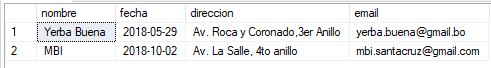 nombre fecha direccion email
1 Yerba Buena 2018-05-29 Av. Roca y Coronado,3er Anillo yerba.buena@gmail.bo
2 MBI 2018-10-02 Av. La Salle, 4to anillo mbi.santacruz@gmail.com